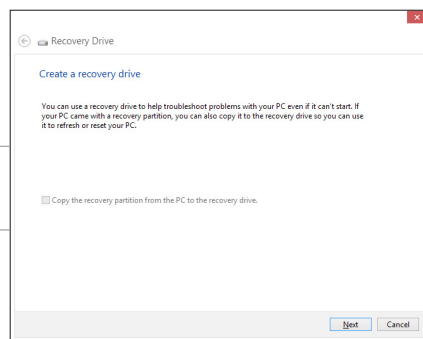 Recovery Drive
Create a recovery drive
You can use a recovery drive to help troubleshoot problems with your PC even if it can't start. If
your PC came with a recovery partition, you can also copy it to the recovery drive so you can use
it to refresh or reset your PC.
Copy the recovery partition from the PC to the recovery drive.
Next Cancel